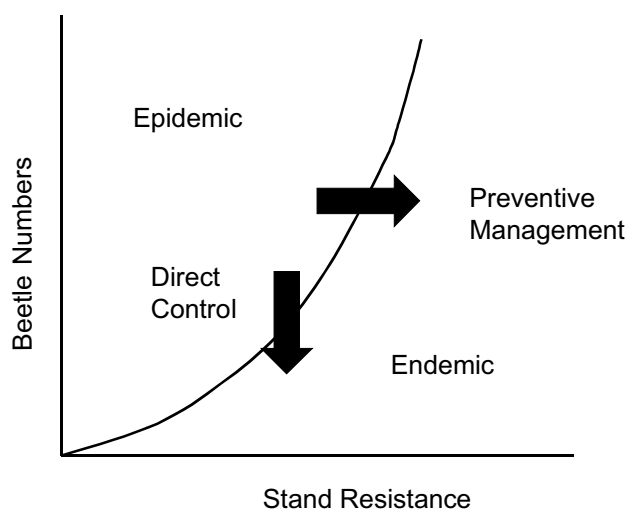 Epidemic
Preventive
Management
Direct
Control
Endemic
Beetle Numbers
Stand Resistance